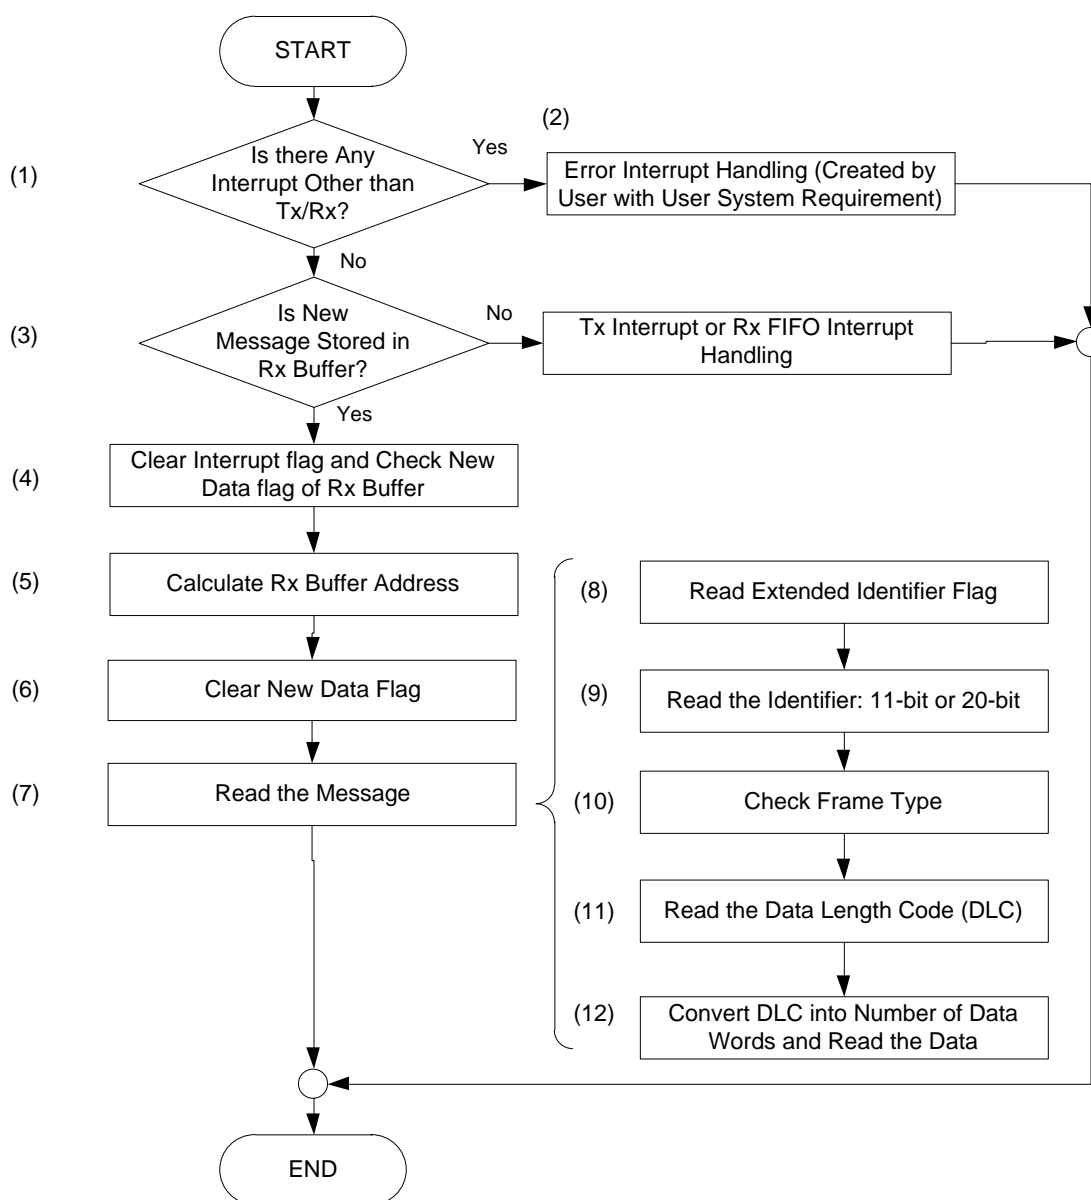 START
(1)
Is there Any
Interrupt Other than
Tx/Rx?
Yes
(2)
Error Interrupt Handling (Created by
User with User System Requirement)
No
(3)
Is New
Message Stored in
Rx Buffer?
No
Tx Interrupt or Rx FIFO Interrupt
Handling
Yes
(4)
Clear Interrupt flag and Check New
Data flag of Rx Buffer
(5)
Calculate Rx Buffer Address
(6)
Clear New Data Flag
(7)
Read the Message
(8)
Read Extended Identifier Flag
(9)
Read the Identifier: 11-bit or 20-bit
(10)
Check Frame Type
(11)
Read the Data Length Code (DLC)
(12)
Convert DLC into Number of Data
Words and Read the Data
END